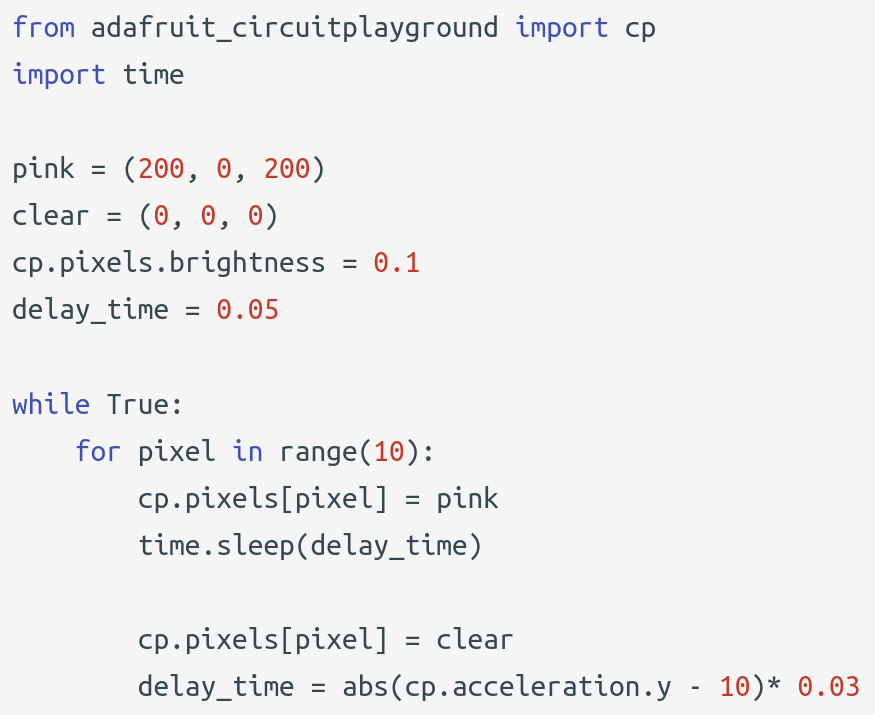 from adafruit_circuitplayground import cp
import time

pink = (200, 0, 200)
clear = (0, 0, 0)
cp.pixels.brightness = 0.1
delay_time = 0.05

while True:
    for pixel in range(10):
        cp.pixels[pixel] = pink
        time.sleep(delay_time)

        cp.pixels[pixel] = clear
        delay_time = abs(cp.acceleration.y - 10)* 0.03